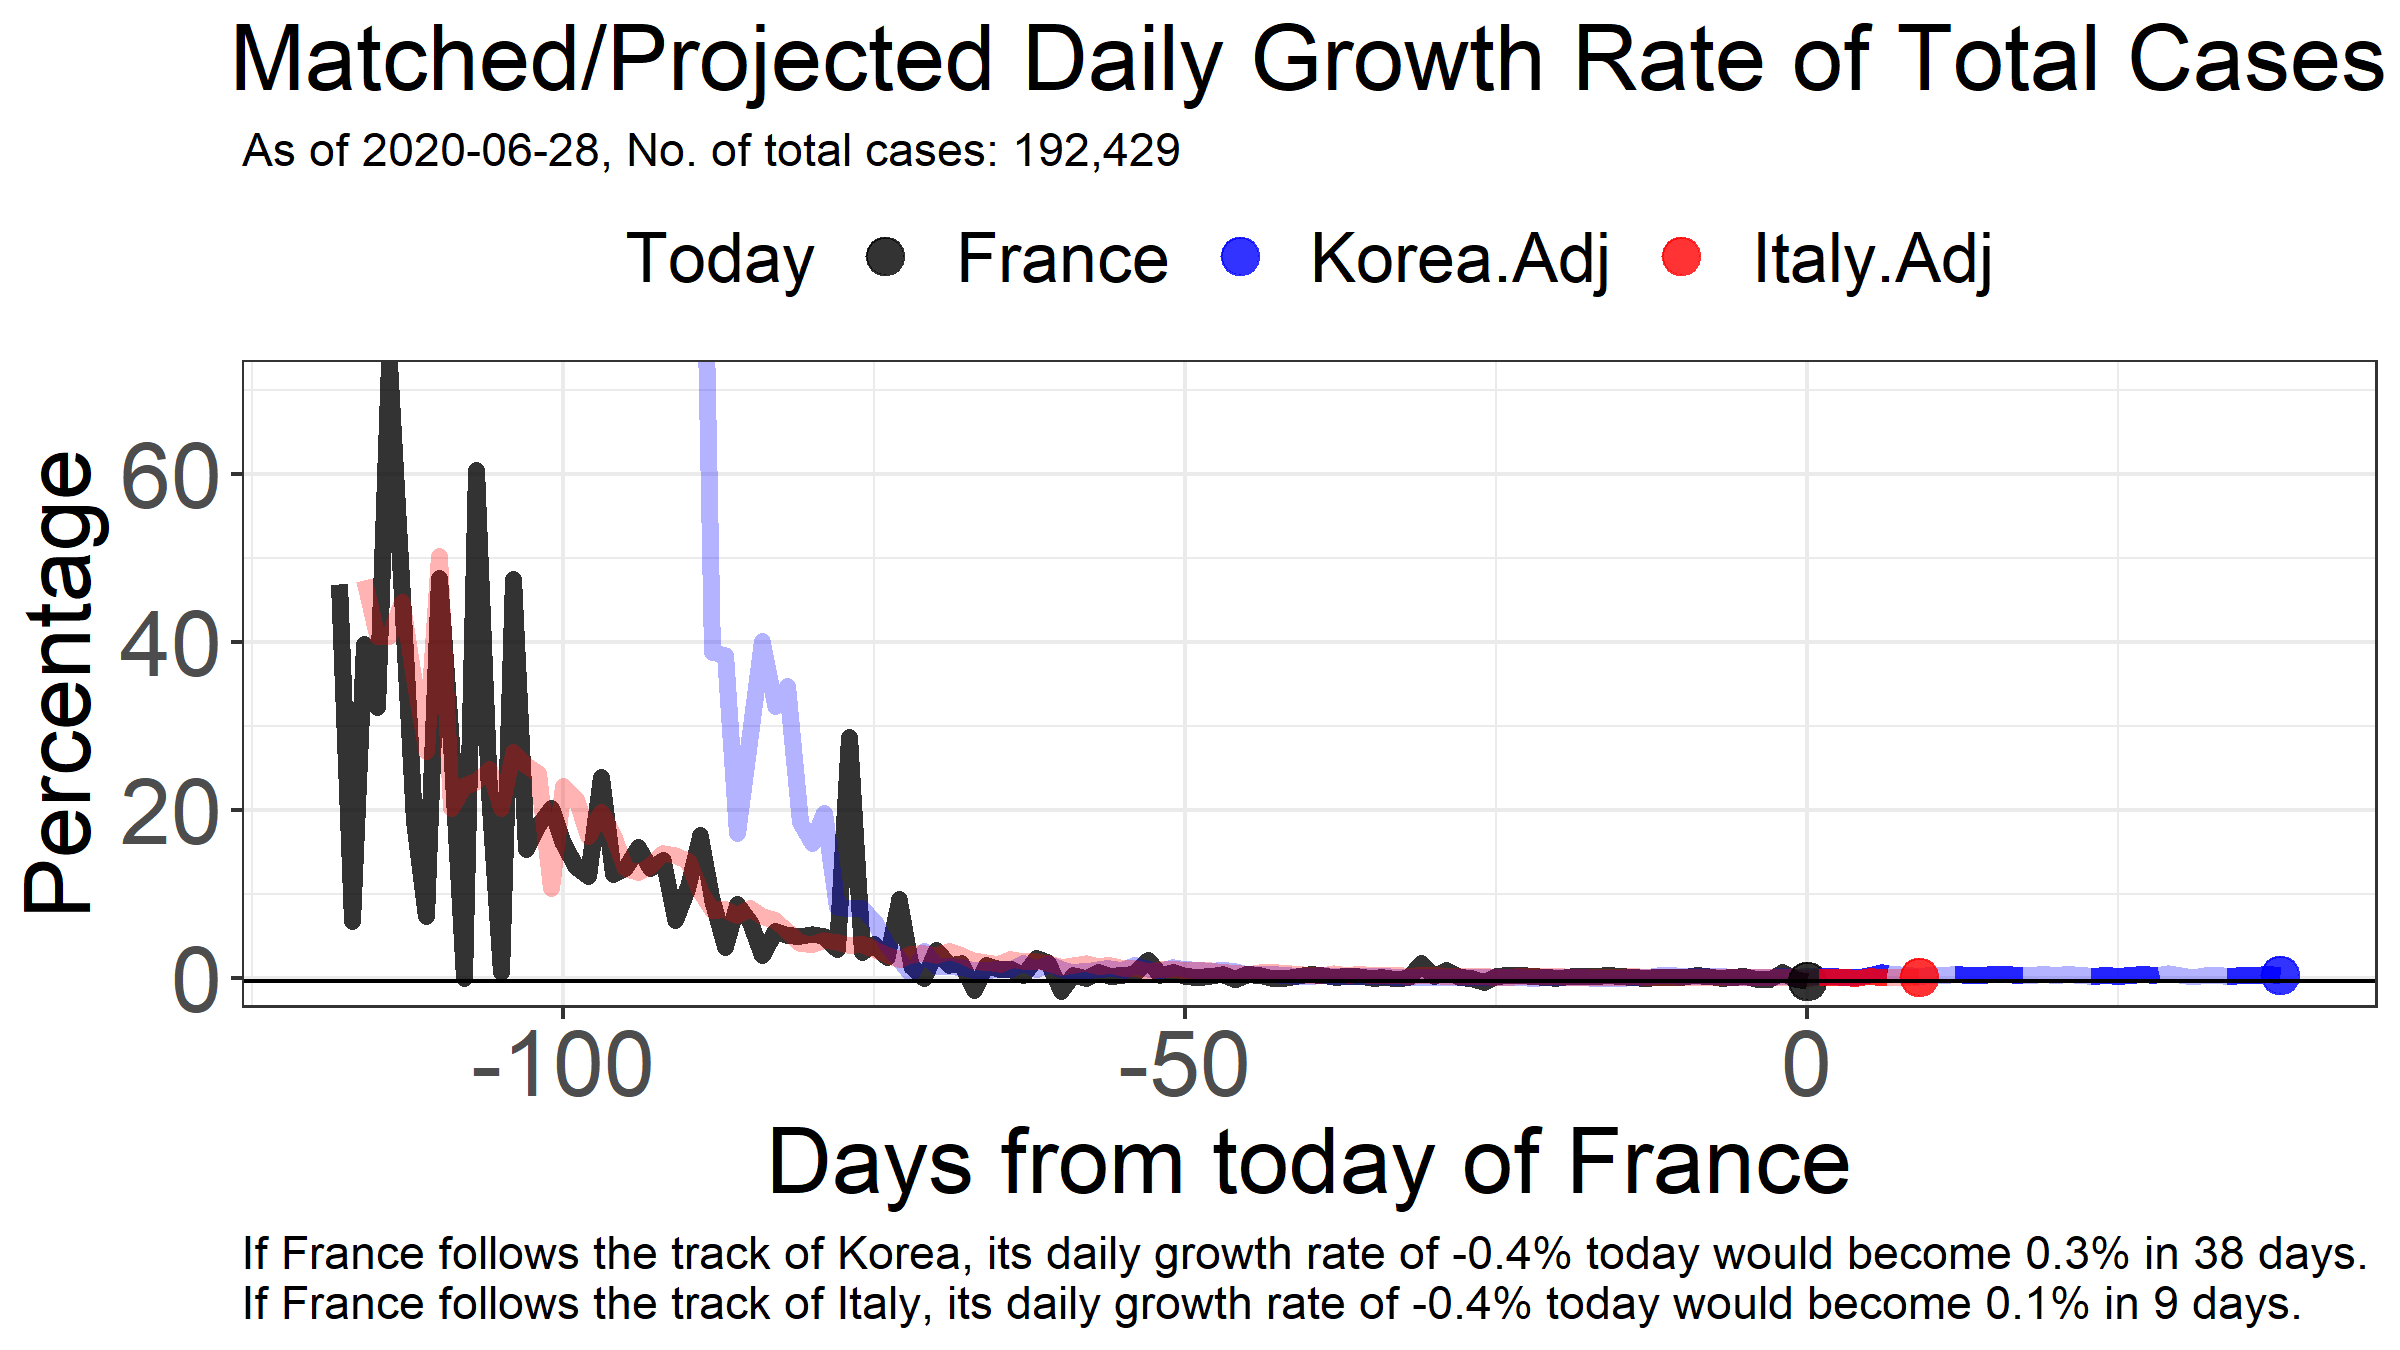 Matched/Projected Daily Growth Rate of Total Cases
As of 2020-06-28, No. of total cases: 192,429
Today France Korea.Adj Italy.Adj
Percentage
60
40
20
0
-100 -50 0
Days from today of France
If France follows the track of Korea, its daily growth rate of -0.4% today would become 0.3% in 38 days.
If France follows the track of Italy, its daily growth rate of -0.4% today would become 0.1% in 9 days.